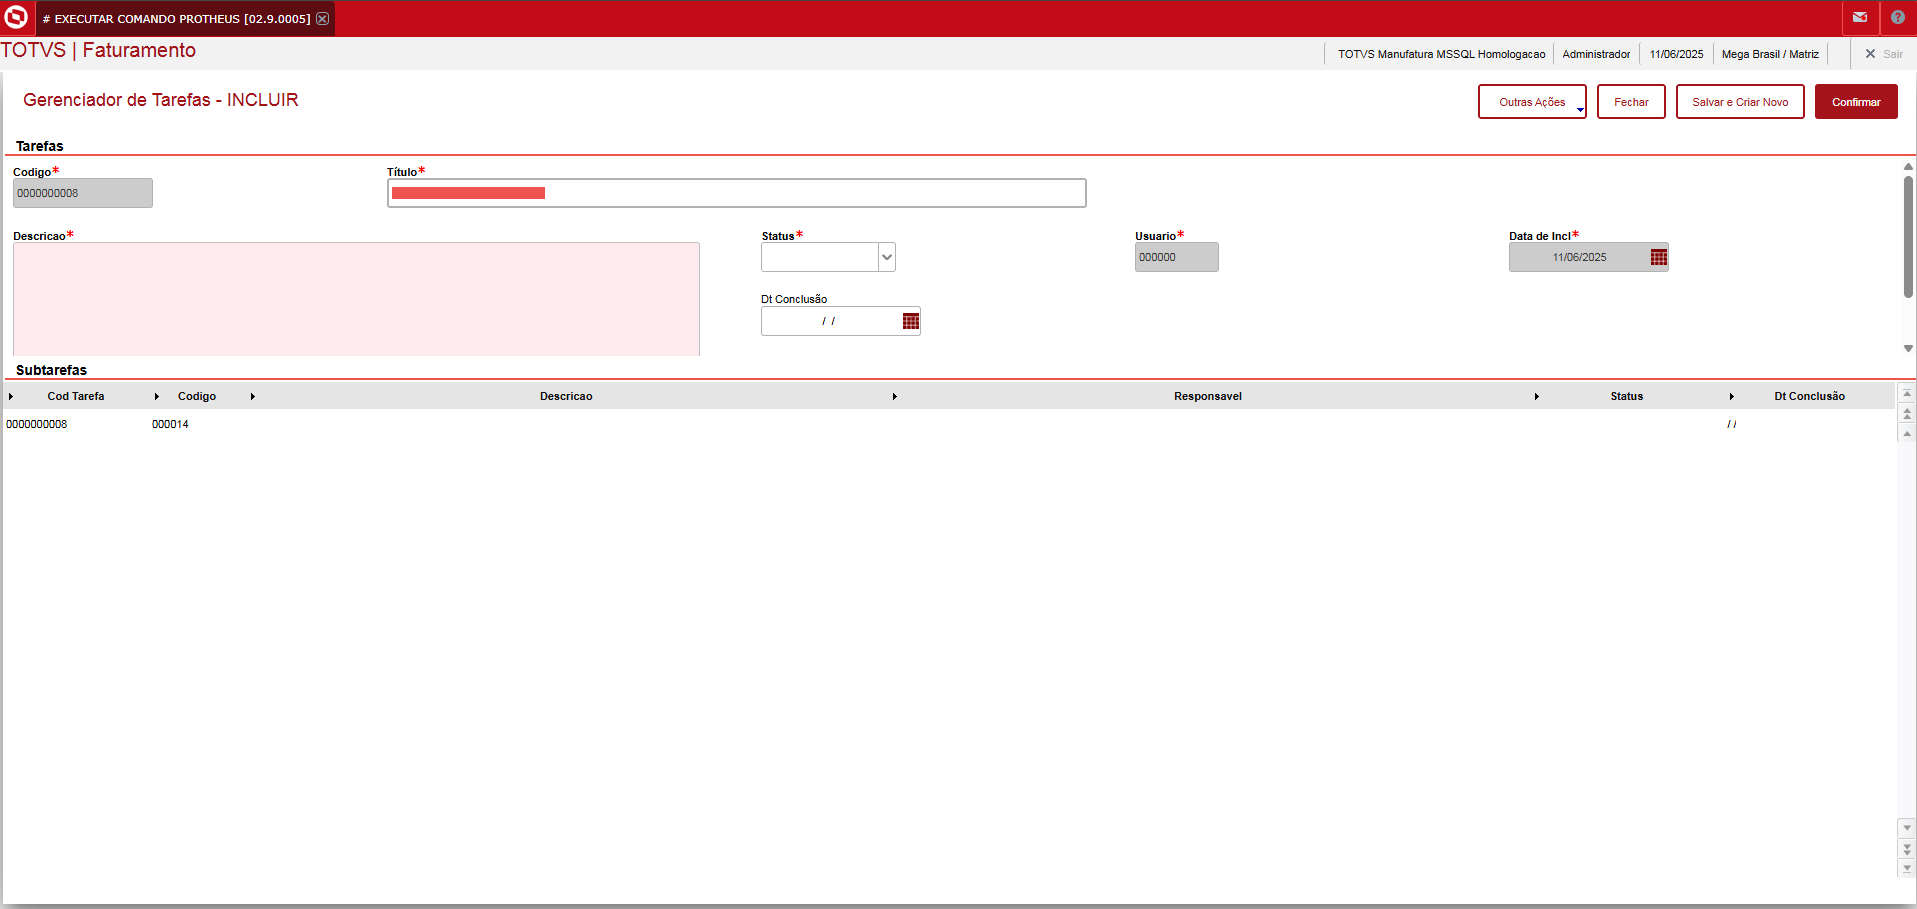 # EXECUTAR COMANDO PROTHEUS [02.9.0005]
TOTVS | Faturamento
TOTVS Manufatura MSSQL Homologacao
Administrador
11/06/2025
Mega Brasil / Matriz
Sair
Gerenciador de Tarefas - INCLUIR
Outras Ações
Fechar
Salvar e Criar Novo
Confirmar
Tarefas
Codigo*
Título*
0000000008
Descricao*
Status*
Usuario*
Data de Incl*
000000
11/06/2025
Dt Conclusão
/ /
Subtarefas
Cod Tarefa
Codigo
Descricao
Responsavel
Status
Dt Conclusão
0000000008
000014
/ /